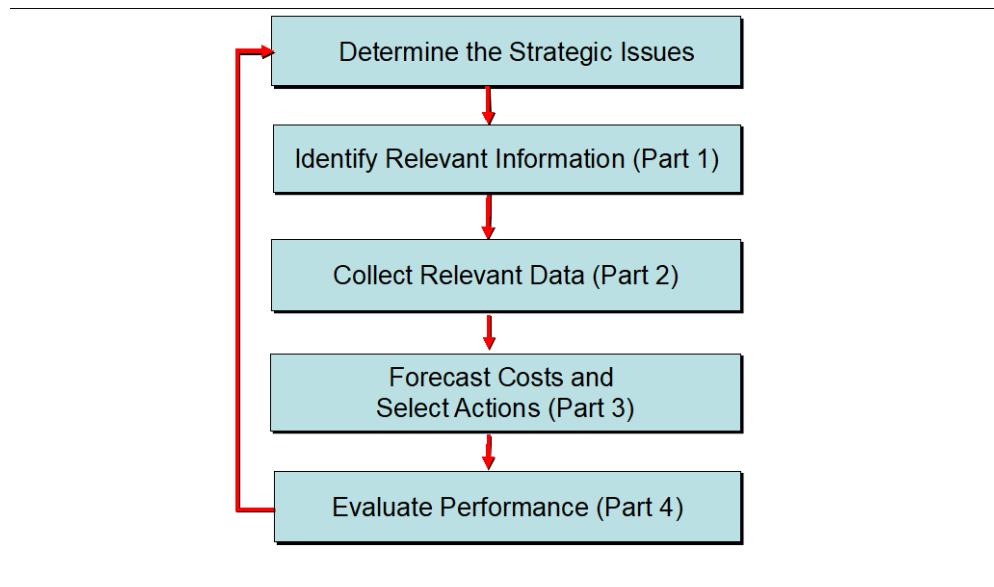 Determine the Strategic Issues
Identify Relevant Information (Part 1)
Collect Relevant Data (Part 2)
Forecast Costs and
Select Actions (Part 3)
Evaluate Performance (Part 4)